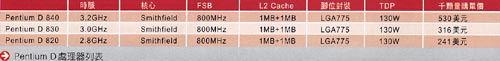 時脈 核心 FSB L2 Cache 腳位封裝 TDP 千顆量購單價
Pentium D 840 3.2GHz Smithfield 800MHz 1MB+1MB LGA775 130W 530美元
Pentium D 830 3.0GHz Smithfield 800MHz 1MB+1MB LGA775 130W 316美元
Pentium D 820 2.8GHz Smithfield 800MHz 1MB+1MB LGA775 130W 241美元
Pentium D處理器列表